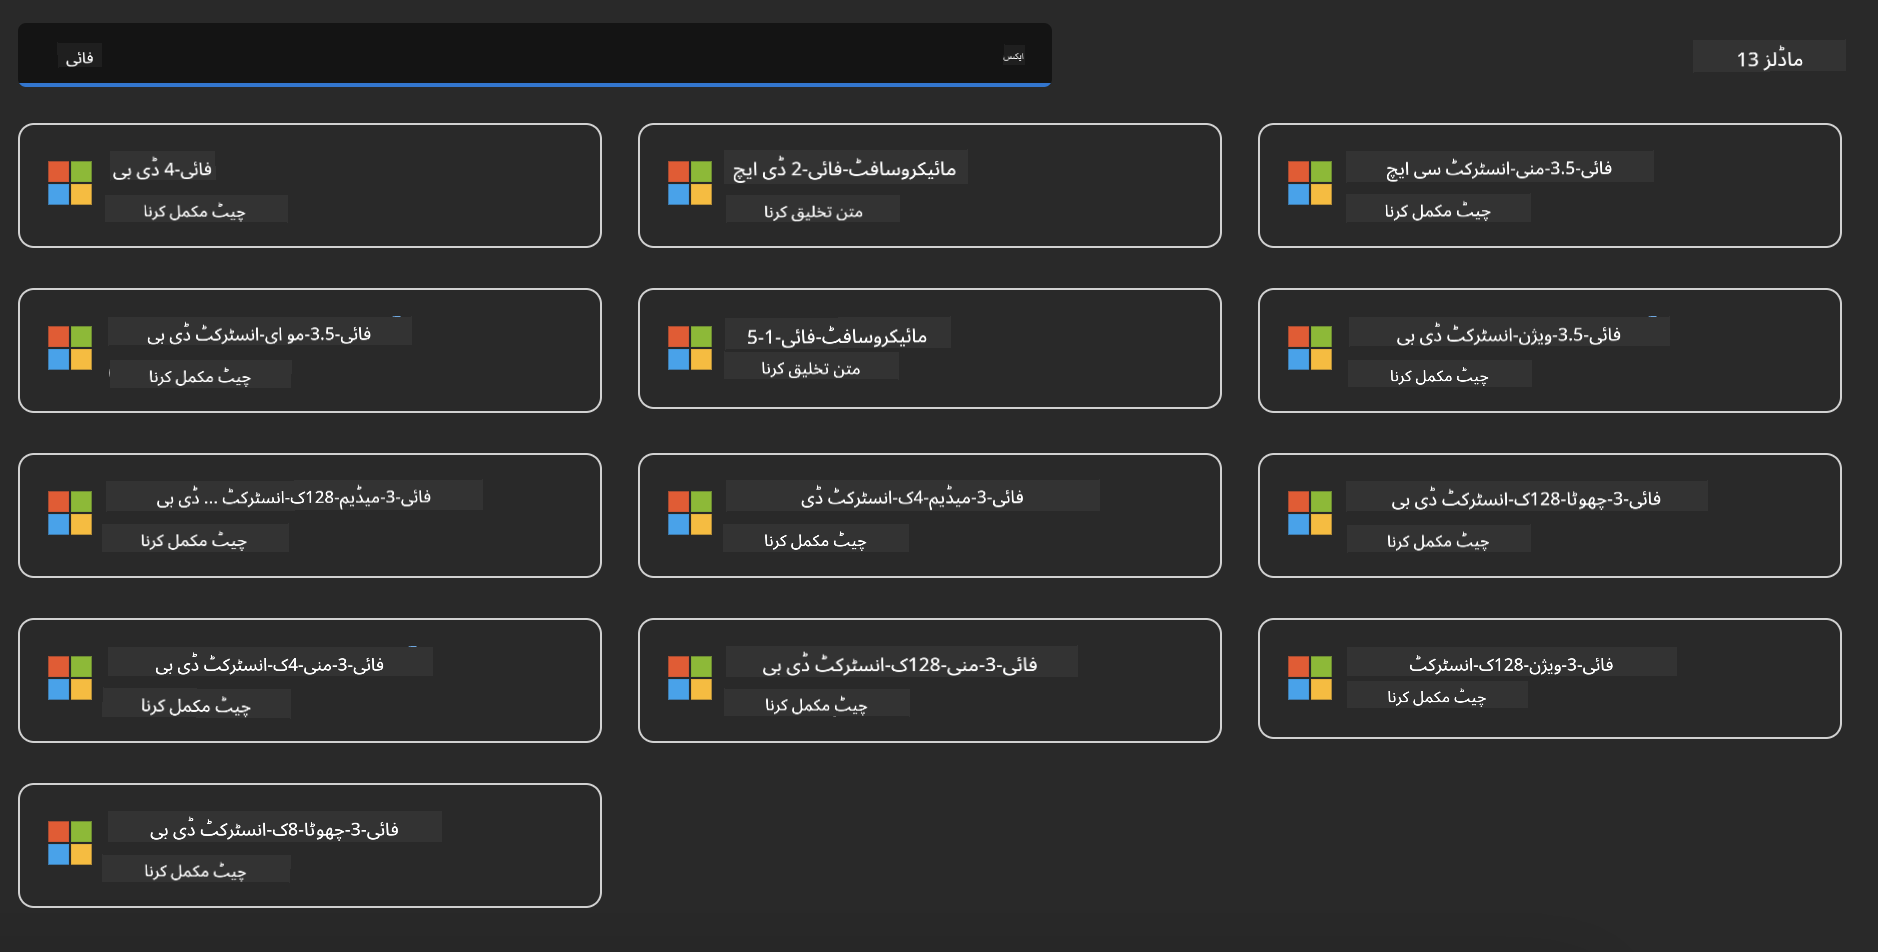 فائی
ایکس
13 ماڈلز
فائی-4 ڈی بی
چیٹ مکمل کرنا
مائیکروسافٹ-فائی-2 ڈی ایچ
متن تخلیق کرنا
فائی-3.5-منی-انسٹرکٹ سی ایچ
چیٹ مکمل کرنا
فائی-3.5-مو ای-انسٹرکٹ ڈی بی
چیٹ مکمل کرنا
مائیکروسافٹ-فائی-1-5
متن تخلیق کرنا
فائی-3.5-ویژن-انسٹرکٹ ڈی بی
چیٹ مکمل کرنا
فائی-3-میڈیم-128ک-انسٹرکٹ ... ڈی بی
چیٹ مکمل کرنا
فائی-3-میڈیم-4ک-انسٹرکٹ ڈی
چیٹ مکمل کرنا
فائی-3-چھوٹا-128ک-انسٹرکٹ ڈی بی
چیٹ مکمل کرنا
فائی-3-منی-4ک-انسٹرکٹ ڈی بی
چیٹ مکمل کرنا
فائی-3-منی-128ک-انسٹرکٹ ڈی بی
چیٹ مکمل کرنا
فائی-3-ویژن-128ک-انسٹرکٹ
چیٹ مکمل کرنا
فائی-3-چھوٹا-8ک-انسٹرکٹ ڈی بی
چیٹ مکمل کرنا